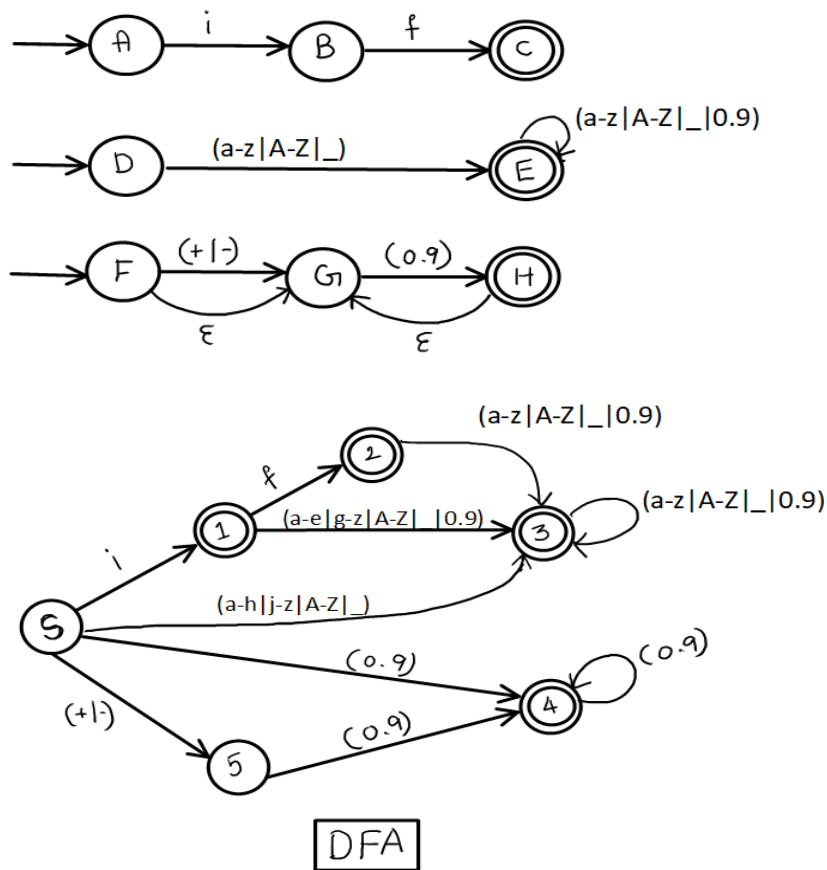 A i B f C
D (a-z|A-Z|_) E (a-z|A-Z|_|0.9)
F (+|-) G (0.9) H
ε ε
2 (a-z|A-Z|_|0.9)
f
1 (a-e|g-z|A-Z|_|0.9) 3 (a-z|A-Z|_|0.9)
i
(a-h|j-z|A-Z|_)
S
(0.9) (0.9)
(+|-) (0.9) 4
5
DFA